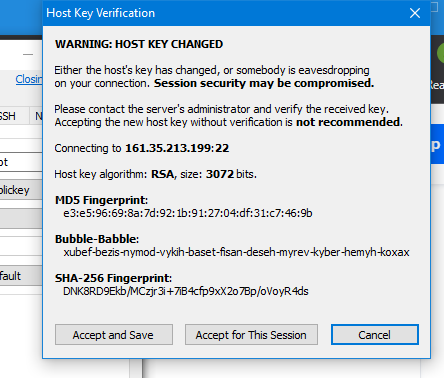 Host Key Verification
WARNING: HOST KEY CHANGED
Either the host's key has changed, or somebody is eavesdropping
on your connection. Session security may be compromised.
Please contact the server's administrator and verify the received key.
Accepting the new host key without verification is not recommended.
Connecting to 161.35.213.199:22
Host key algorithm: RSA, size: 3072 bits.
MD5 Fingerprint:
e3:e5:96:69:8a:7d:92:1b:91:27:04:df:31:c7:46:9b
Bubble-Babble:
xubef-bezis-nymod-vykih-baset-fisan-deseh-myrev-kyber-hemyh-koxax
SHA-256 Fingerprint:
DNK8RD9Ekb/MCzjr3i+7iB4cfp9xX2o7Bp/oVoyR4ds
Accept and Save
Accept for This Session
Cancel
Closin
SSH
N
ot
blickey
fault
Rea
p